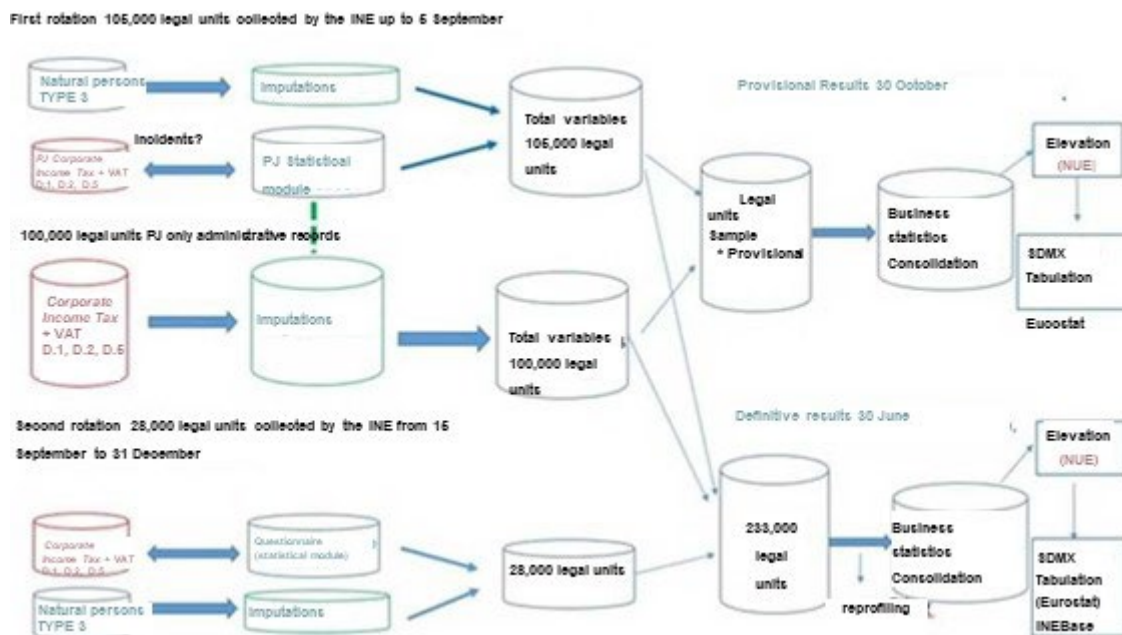 First rotation 105,000 legal units collected by the INE up to 5 September
Natural persons
TYPE 3
Imputations
Incidents?
PJ Corporate
Income Tax + VAT
D.1, D.2, D.5
PJ Statistical
module
Total variables
105,000 legal
units
Provisional Results 30 October
Legal
units
Sample
* Provisional
Business
statistics
Consolidation
Elevation
(NUE)
SDMX
Tabulation
Eucostat
100,000 legal units PJ only administrative records
Corporate
Income Tax
+ VAT
D.1, D.2, D.5
Imputations
Total variables
100,000 legal
units
Second rotation 28,000 legal units collected by the INE from 15
September to 31 December
Corporate
Income Tax + VAT
D.1, D.2, D.5
Questionnaire
(statistical module)
Natural persons
TYPE 3
Imputations
28,000 legal units
Definitive results 30 June
233,000
legal
units
reprofiling
Business
statistics
Consolidation
Elevation
(NUE)
SDMX
Tabulation
(Eurostat)
INEBase